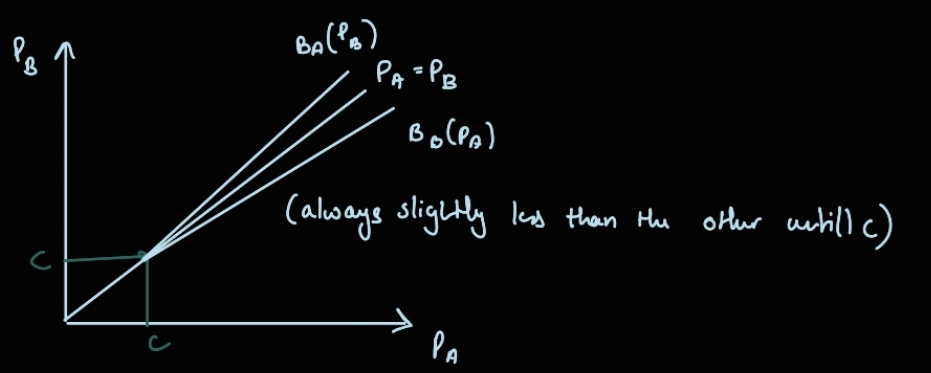 P_B
B_A(P_B)
P_A = P_B
B_B(P_A)
(always slightly less than the other until c)
C
C
P_A